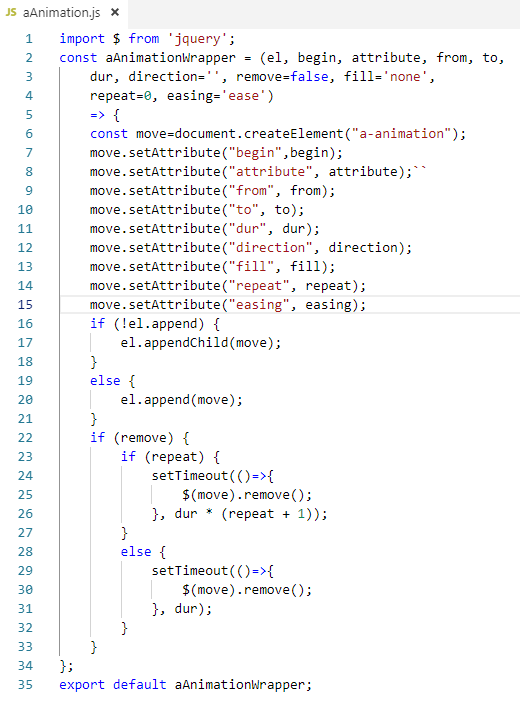 JS aAnimation.js ×
1 import $ from 'jquery';
2 const aAnimationWrapper = (el, begin, attribute, from, to,
3 dur, direction='', remove=false, fill='none',
4 repeat=0, easing='ease')
5 => {
6 const move=document.createElement("a-animation");
7 move.setAttribute("begin",begin);
8 move.setAttribute("attribute", attribute);``
9 move.setAttribute("from", from);
10 move.setAttribute("to", to);
11 move.setAttribute("dur", dur);
12 move.setAttribute("direction", direction);
13 move.setAttribute("fill", fill);
14 move.setAttribute("repeat", repeat);
15 move.setAttribute("easing", easing);
16 if (!el.append) {
17 el.appendChild(move);
18 }
19 else {
20 el.append(move);
21 }
22 if (remove) {
23 if (repeat) {
24 setTimeout(()=>{
25 $(move).remove();
26 }, dur * (repeat + 1));
27 }
28 else {
29 setTimeout(()=>{
30 $(move).remove();
31 }, dur);
32 }
33 }
34 };
35 export default aAnimationWrapper;